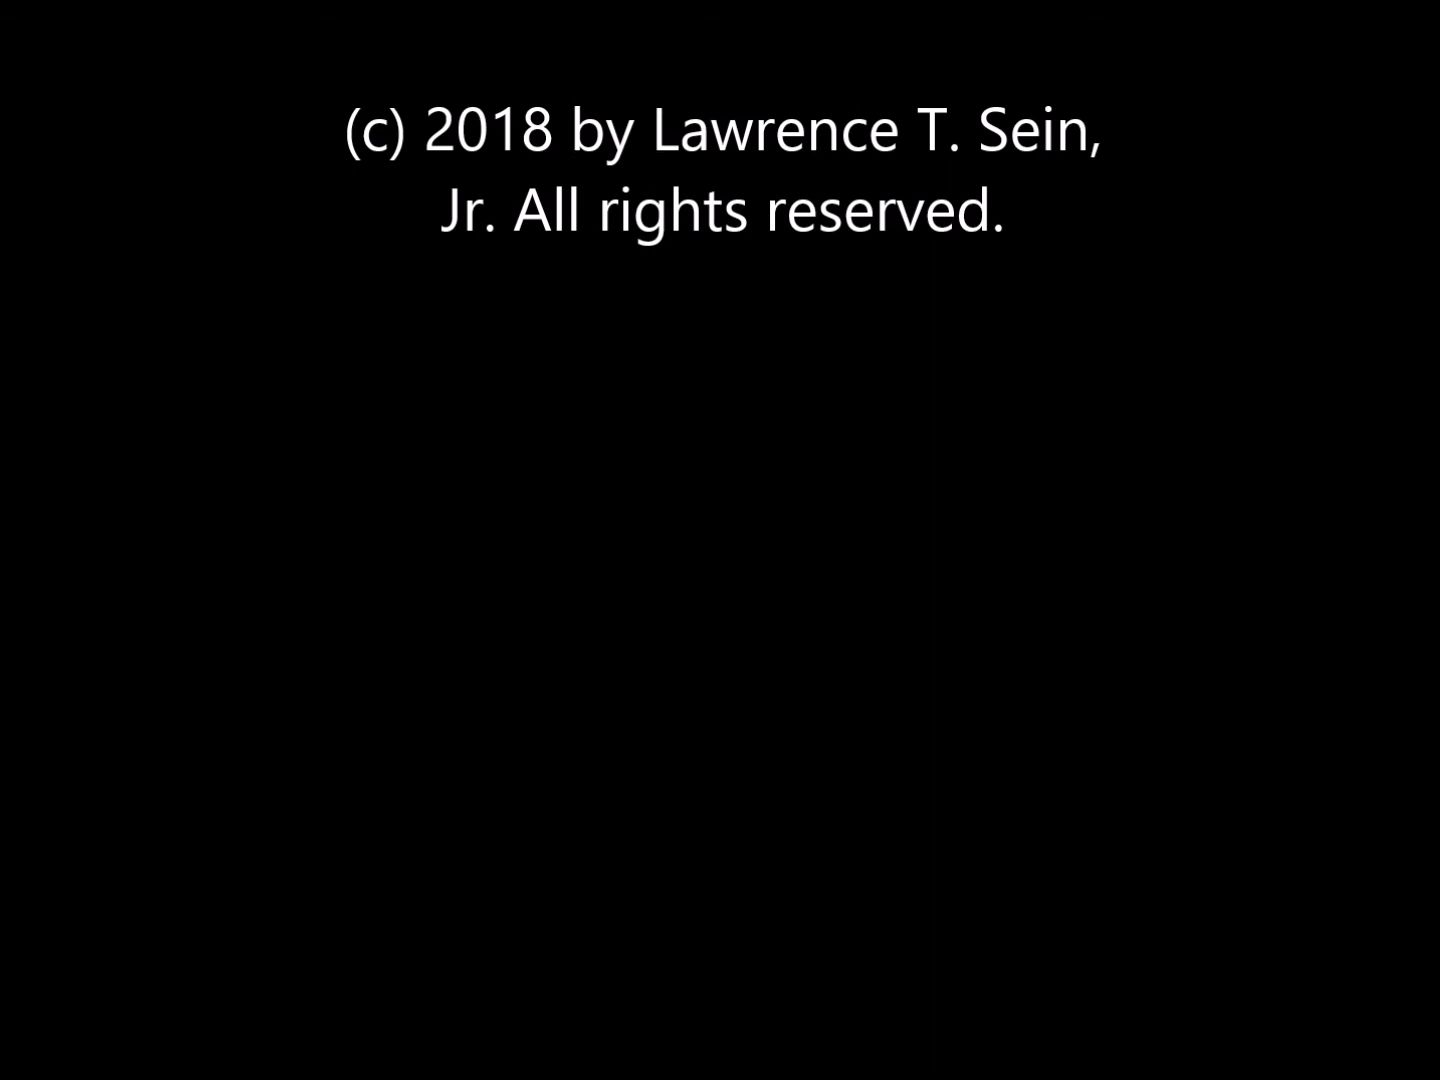 (c) 2018 by Lawrence T. Sein,
Jr. All rights reserved.